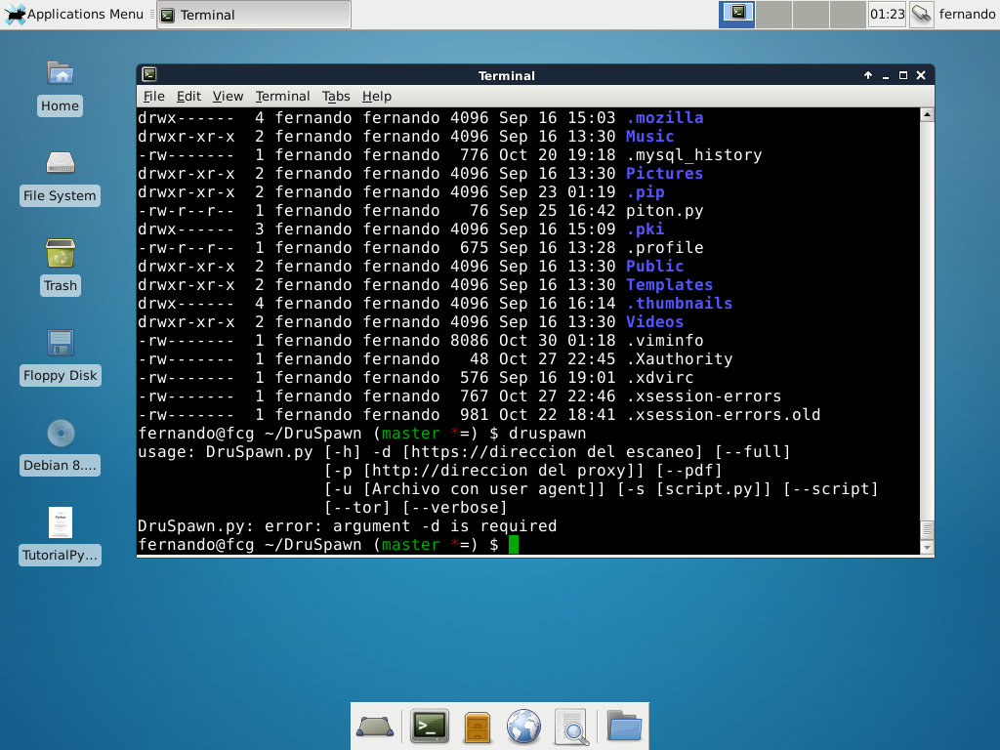 Applications Menu Terminal 01:23 fernando
Home
File System
Trash
Floppy Disk
Debian 8....
TutorialPy...
Terminal
File Edit View Terminal Tabs Help
drwx------  4 fernando fernando 4096 Sep 16 15:03 .mozilla
drwxr-xr-x  2 fernando fernando 4096 Sep 16 13:30 Music
-rw-------  1 fernando fernando  776 Oct 20 19:18 .mysql_history
drwxr-xr-x  2 fernando fernando 4096 Sep 16 13:30 Pictures
drwxr-xr-x  2 fernando fernando 4096 Sep 23 01:19 .pip
-rw-r--r--  1 fernando fernando   76 Sep 25 16:42 piton.py
drwx------  3 fernando fernando 4096 Sep 16 15:09 .pki
-rw-r--r--  1 fernando fernando  675 Sep 16 13:28 .profile
drwxr-xr-x  2 fernando fernando 4096 Sep 16 13:30 Public
drwxr-xr-x  2 fernando fernando 4096 Sep 16 13:30 Templates
drwx------  4 fernando fernando 4096 Sep 16 16:14 .thumbnails
drwxr-xr-x  2 fernando fernando 4096 Sep 16 13:30 Videos
-rw-------  1 fernando fernando 8086 Oct 30 01:18 .viminfo
-rw-------  1 fernando fernando   48 Oct 27 22:45 .Xauthority
-rw-------  1 fernando fernando  576 Sep 16 19:01 .xdvirc
-rw-------  1 fernando fernando  767 Oct 27 22:46 .xsession-errors
-rw-------  1 fernando fernando  981 Oct 22 18:41 .xsession-errors.old
fernando@fcg ~/DruSpawn (master *=) $ druspawn
usage: DruSpawn.py [-h] -d [https://direccion del escaneo] [--full]
[-p [http://direccion del proxy]] [--pdf]
[-u [Archivo con user agent]] [-s [script.py]] [--script]
[--tor] [--verbose]
DruSpawn.py: error: argument -d is required
fernando@fcg ~/DruSpawn (master *=) $